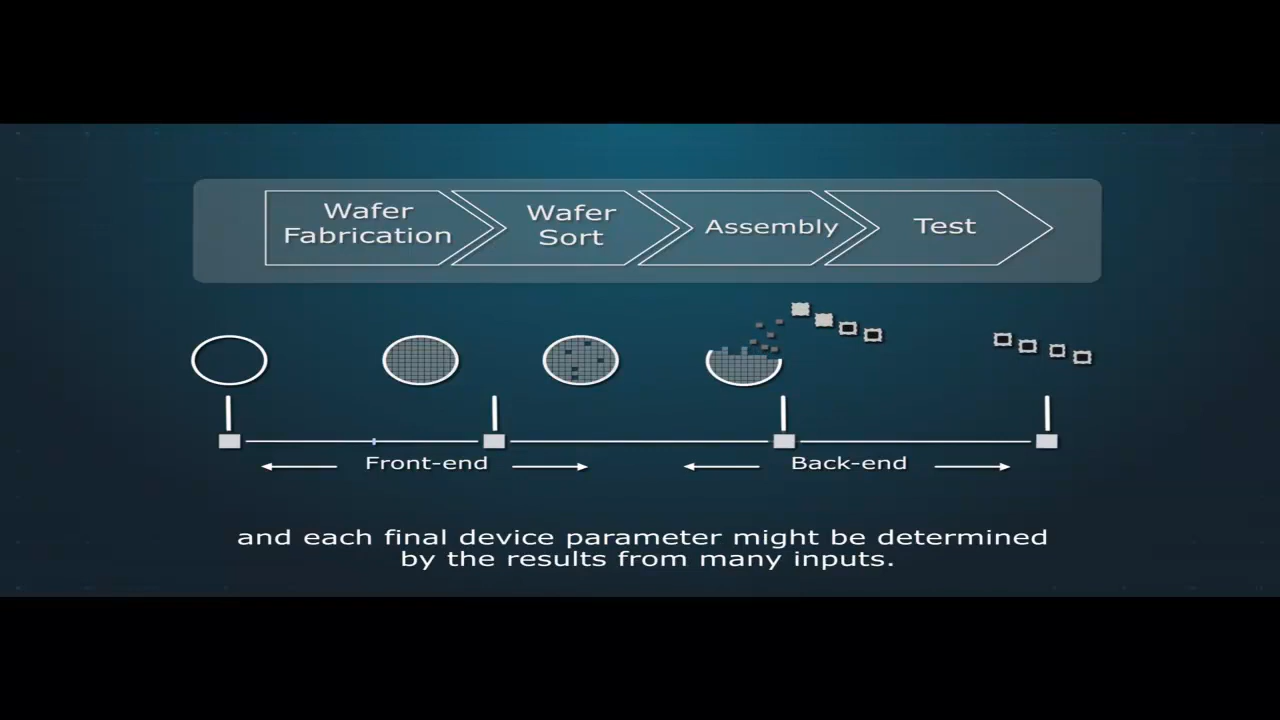 Wafer
Fabrication
Wafer
Sort
Assembly
Test
Front-end
Back-end
and each final device parameter might be determined
by the results from many inputs.